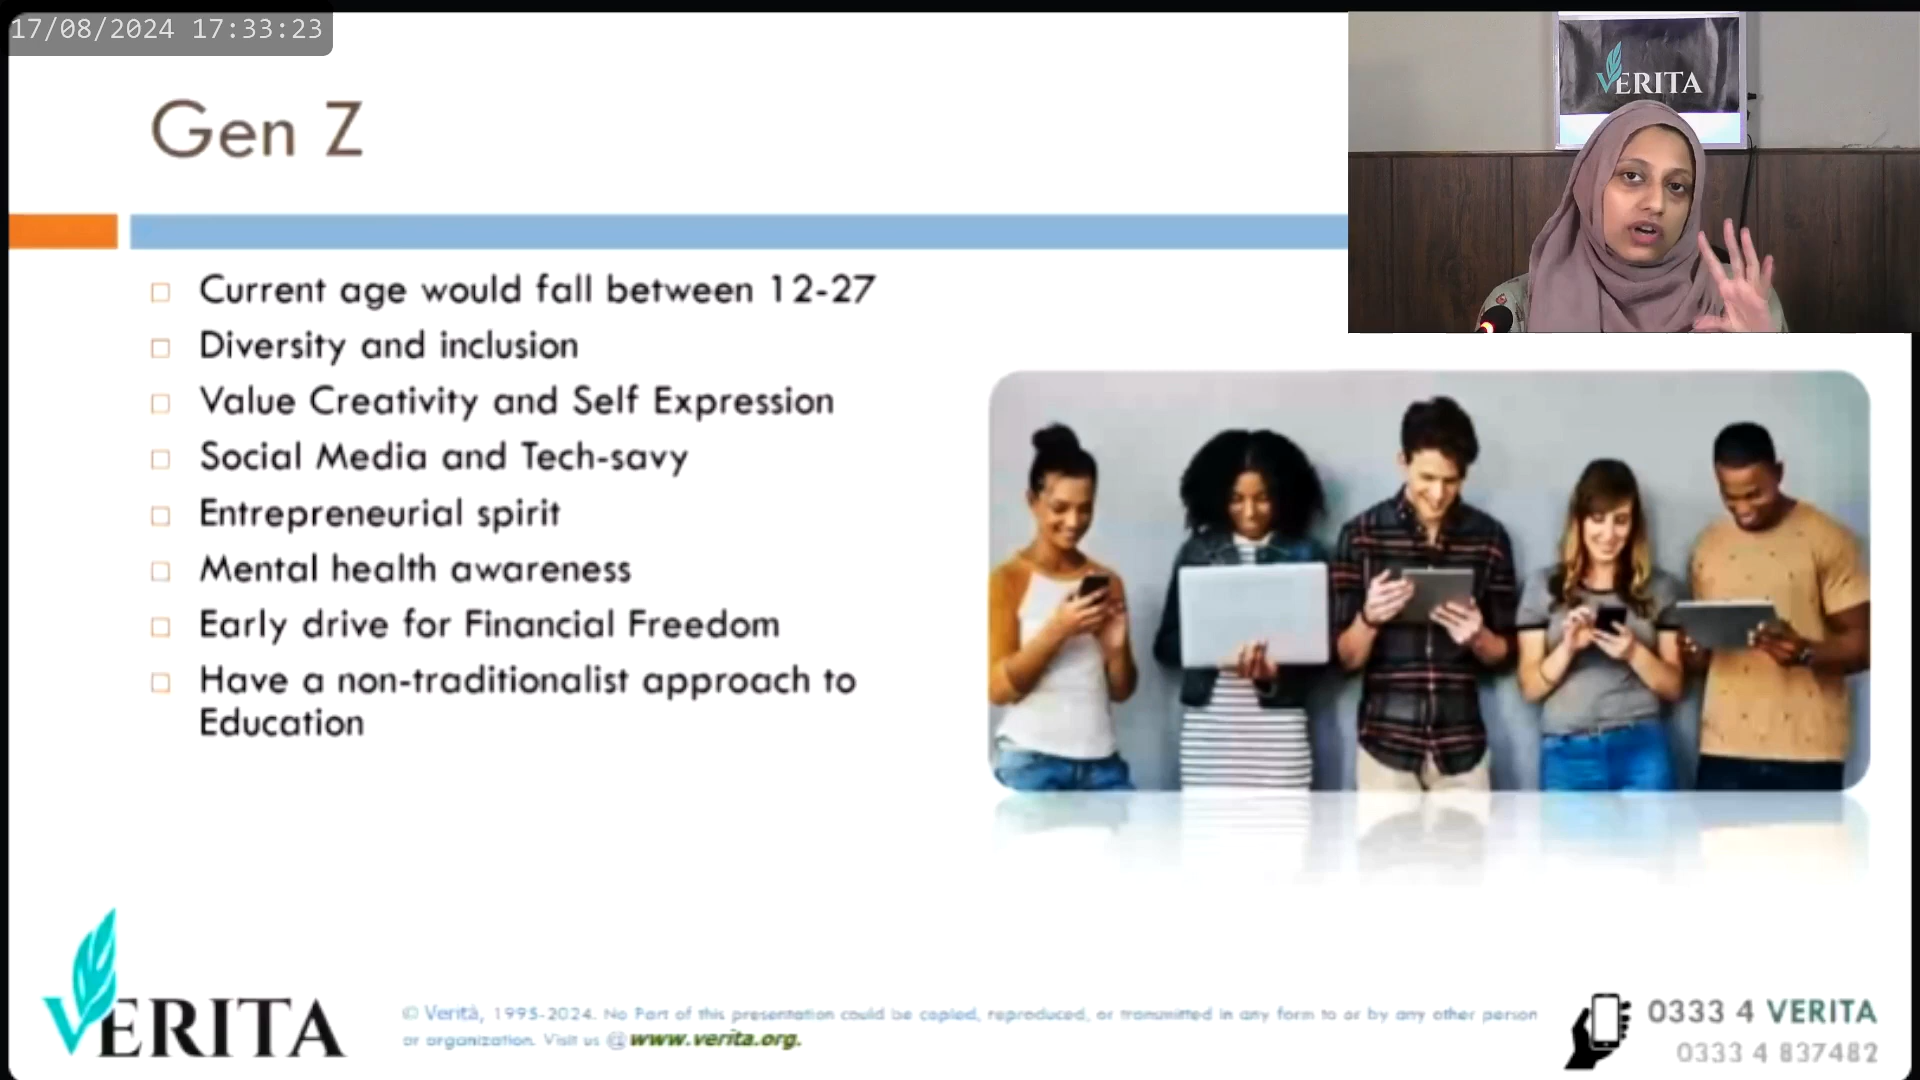 17/08/2024 17:33:23
VERITA
Gen Z
Current age would fall between 12-27
Diversity and inclusion
Value Creativity and Self Expression
Social Media and Tech-savy
Entrepreneurial spirit
Mental health awareness
Early drive for Financial Freedom
Have a non-traditionalist approach to
Education
VERITA
© Veritá, 1995-2024. No Part of this presentation could be copied, reproduced, or transmitted in any form to or by any other person
or organization. Visit us @ www.verita.org.
0333 4 VERITA
0333 4 837482